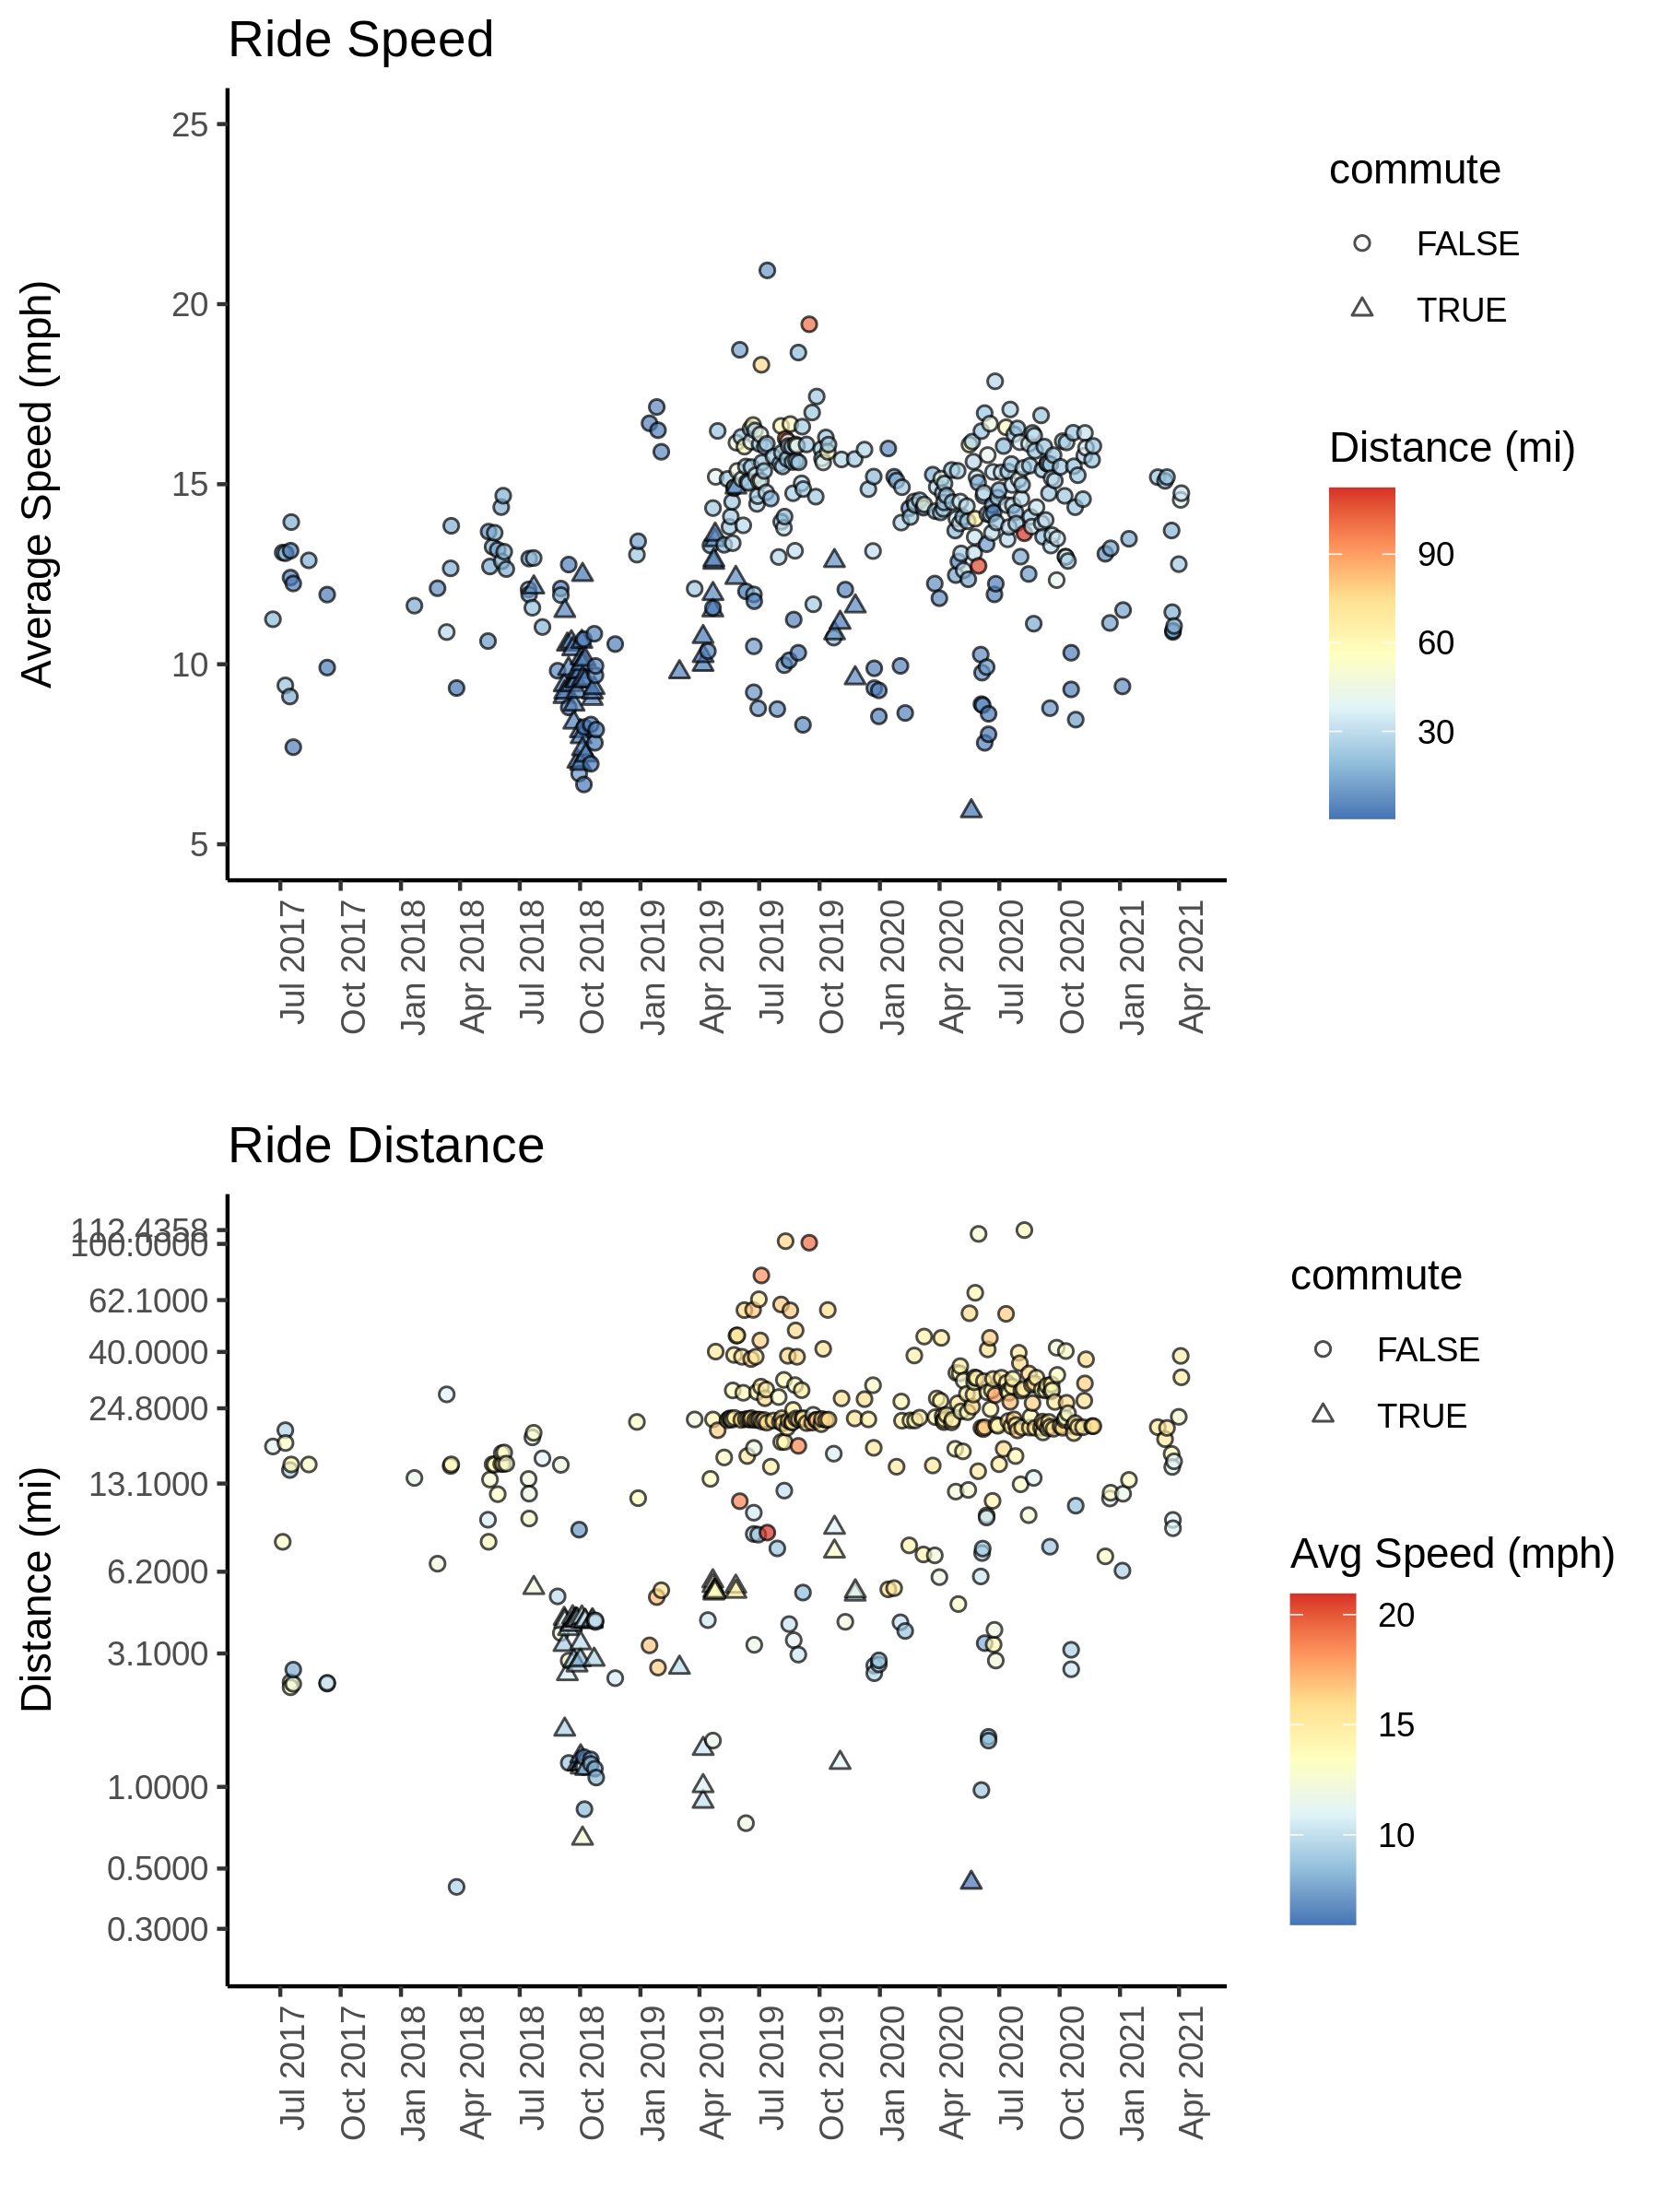 Ride Speed
Average Speed (mph)
25
20
15
10
5
Jul 2017
Oct 2017
Jan 2018
Apr 2018
Jul 2018
Oct 2018
Jan 2019
Apr 2019
Jul 2019
Oct 2019
Jan 2020
Apr 2020
Jul 2020
Oct 2020
Jan 2021
Apr 2021
commute
FALSE
TRUE
Distance (mi)
90
60
30
Ride Distance
Distance (mi)
112.4358
100.0000
62.1000
40.0000
24.8000
13.1000
6.2000
3.1000
1.0000
0.5000
0.3000
Jul 2017
Oct 2017
Jan 2018
Apr 2018
Jul 2018
Oct 2018
Jan 2019
Apr 2019
Jul 2019
Oct 2019
Jan 2020
Apr 2020
Jul 2020
Oct 2020
Jan 2021
Apr 2021
commute
FALSE
TRUE
Avg Speed (mph)
20
15
10